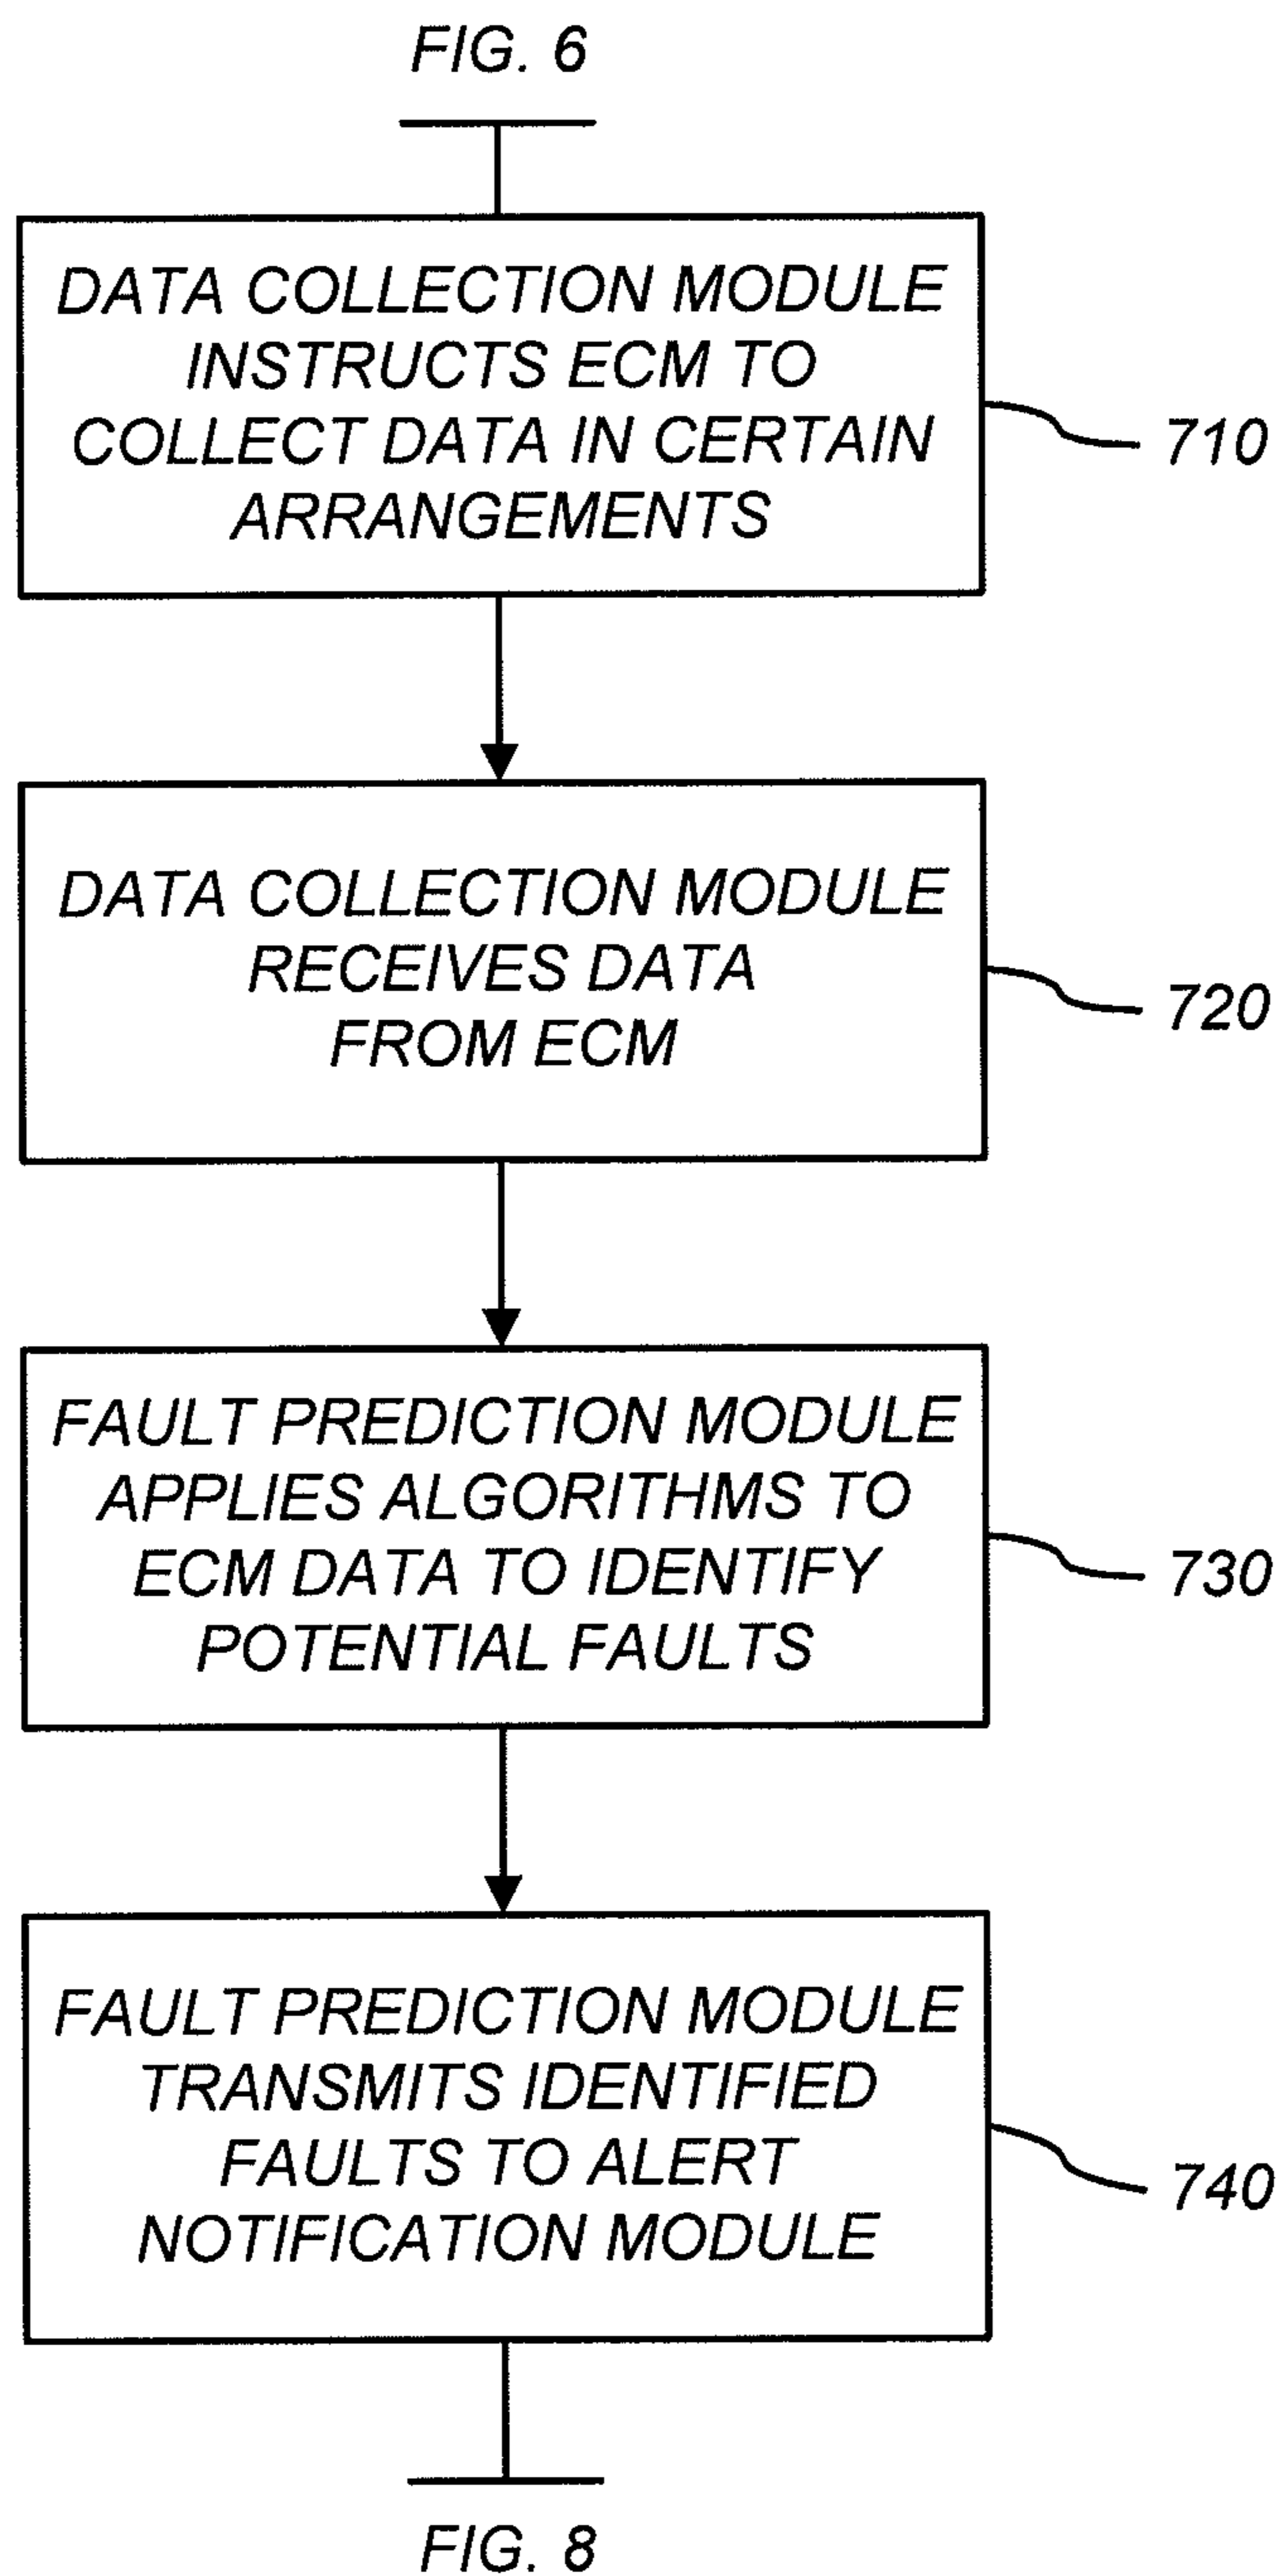 FIG. 6
DATA COLLECTION MODULE
INSTRUCTS ECM TO
COLLECT DATA IN CERTAIN
ARRANGEMENTS
710
DATA COLLECTION MODULE
RECEIVES DATA
FROM ECM
720
FAULT PREDICTION MODULE
APPLIES ALGORITHMS TO
ECM DATA TO IDENTIFY
POTENTIAL FAULTS
730
FAULT PREDICTION MODULE
TRANSMITS IDENTIFIED
FAULTS TO ALERT
NOTIFICATION MODULE
740
FIG. 8